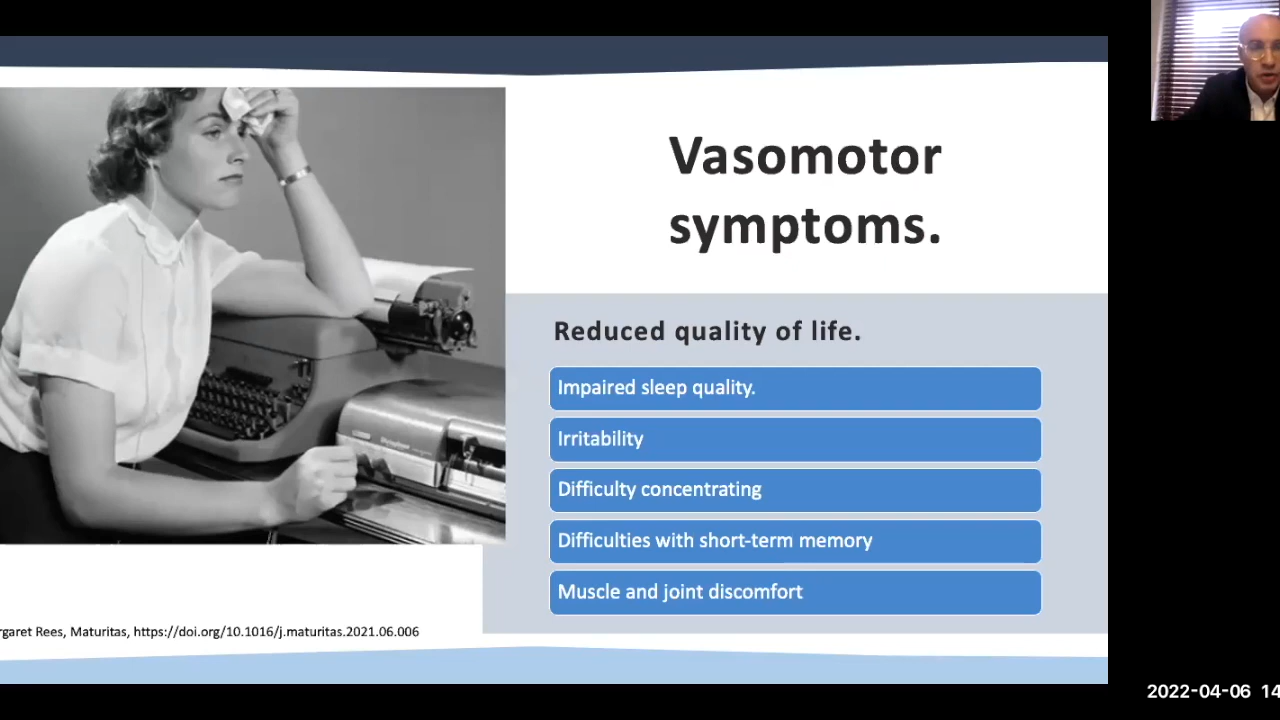 Vasomotor
symptoms.
Reduced quality of life.
Impaired sleep quality.
Irritability
Difficulty concentrating
Difficulties with short-term memory
Muscle and joint discomfort
rgaret Rees, Maturitas, https://doi.org/10.1016/j.maturitas.2021.06.006
2022-04-06 14